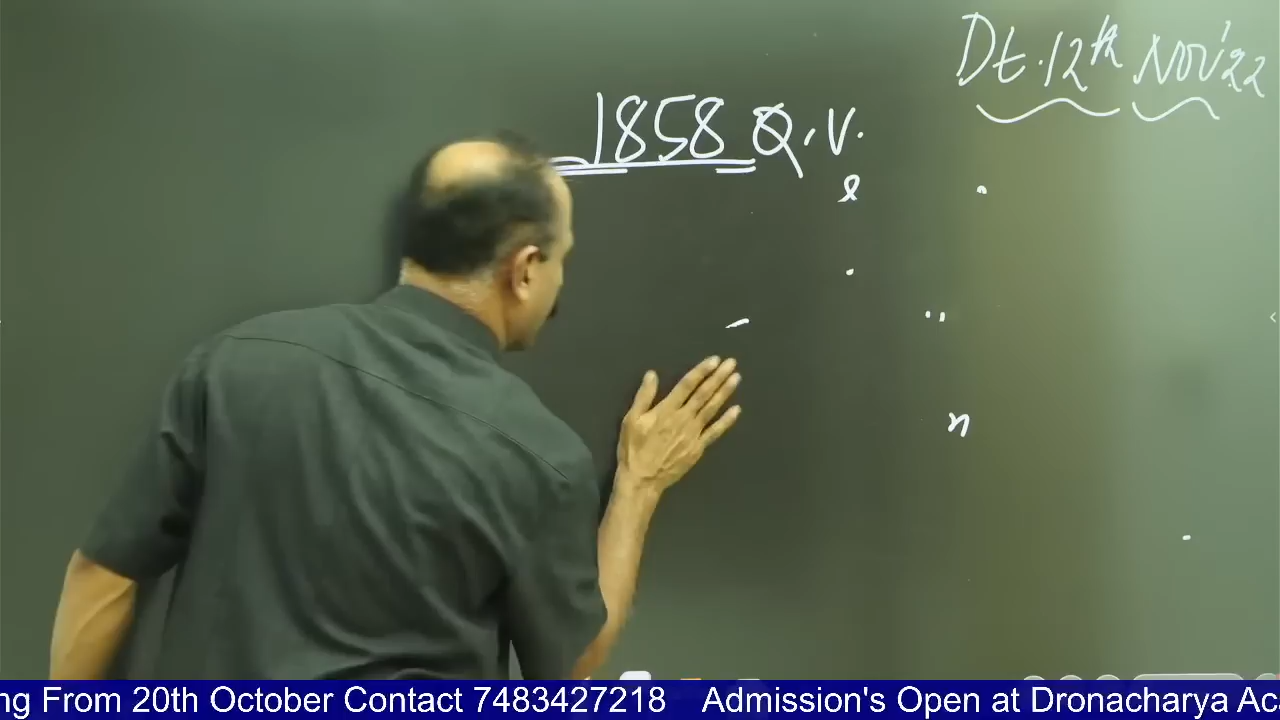 Dt. 12th Nov'22
1858 Q.V.
&
n
ng From 20th October Contact 7483427218 Admission's Open at Dronacharya Ac